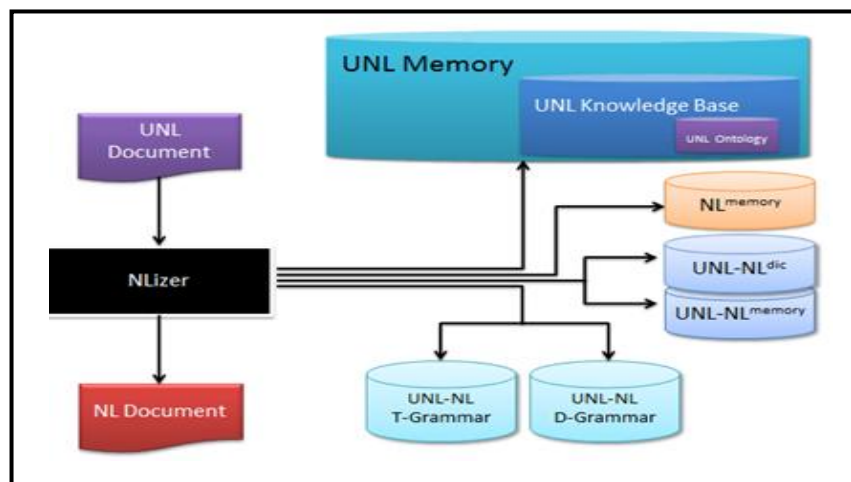 UNL Memory
UNL Knowledge Base
UNL Ontology
UNL
Document
NLizer
NL Document
NLmemory
UNL-NLdic
UNL-NLmemory
UNL-NL
T-Grammar
UNL-NL
D-Grammar